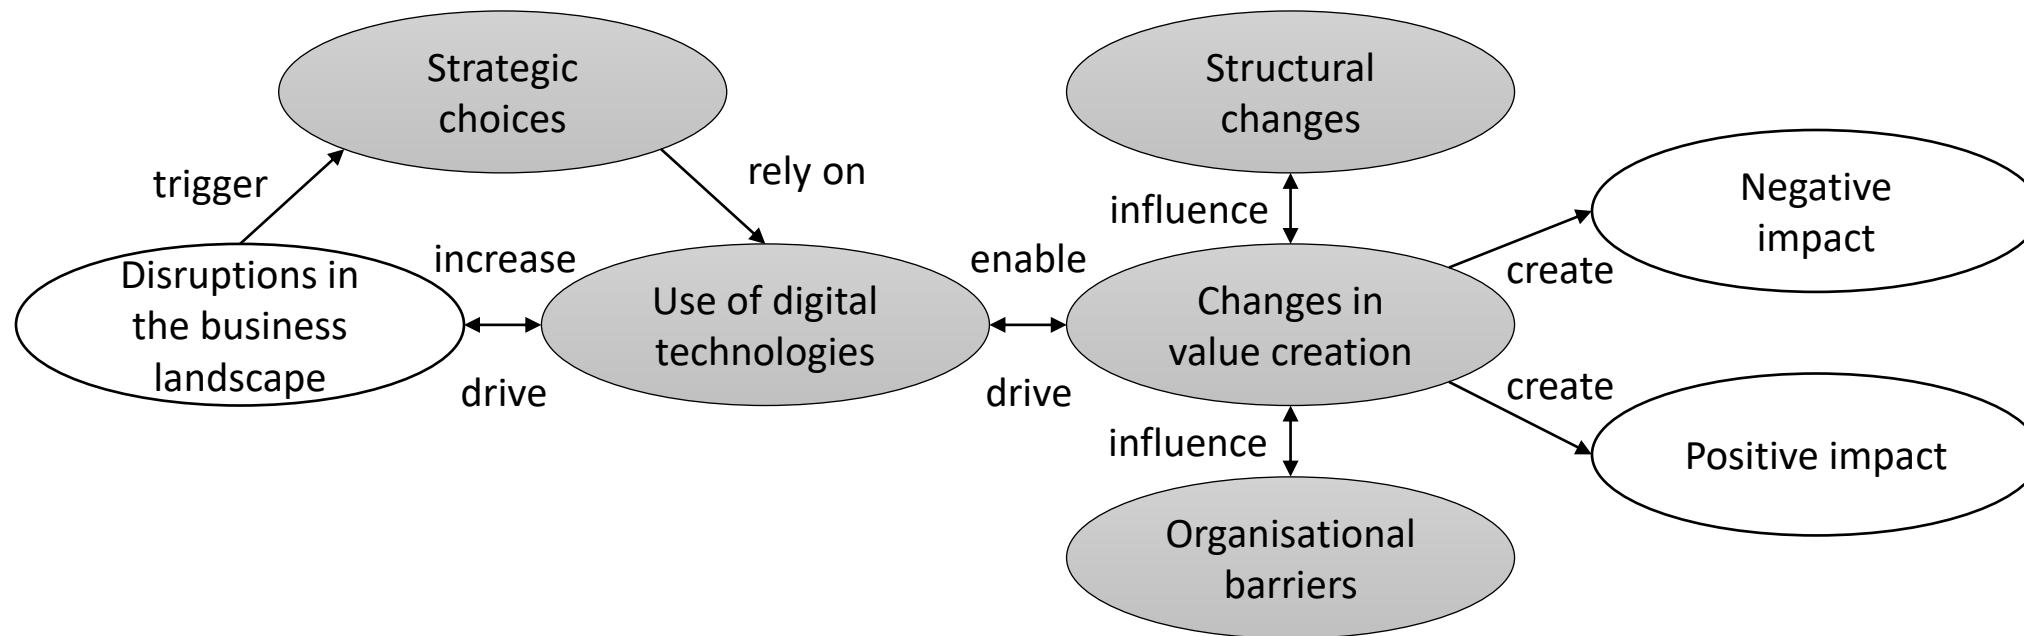 Strategic
choices
Structural
changes
trigger
rely on
influence
Negative
impact
Disruptions in
the business
landscape
increase
drive
Use of digital
technologies
enable
drive
Changes in
value creation
create
create
influence
Positive impact
Organisational
barriers